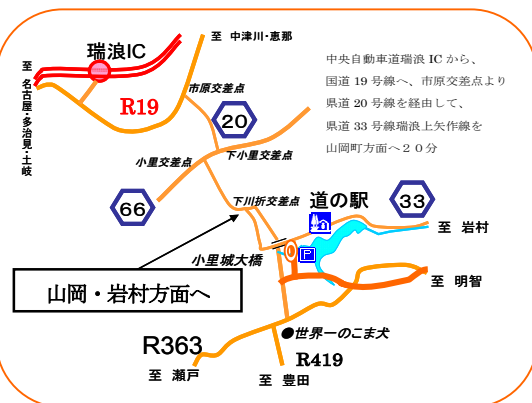 瑞浪IC
至 中津川・恵那
至 名古屋・多治見・土岐
R19
市原交差点
20
小里交差点
下小里交差点
66
中央自動車道瑞浪 IC から、
国道 19 号線へ、市原交差点より
県道 20 号線を経由して、
県道 33 号線瑞浪上矢作線を
山岡町方面へ２０分
下川折交差点
道の駅
33
至 岩村
小里城大橋
P
山岡・岩村方面へ
至 明智
●世界一のこま犬
R363
R419
至 瀬戸
至 豊田